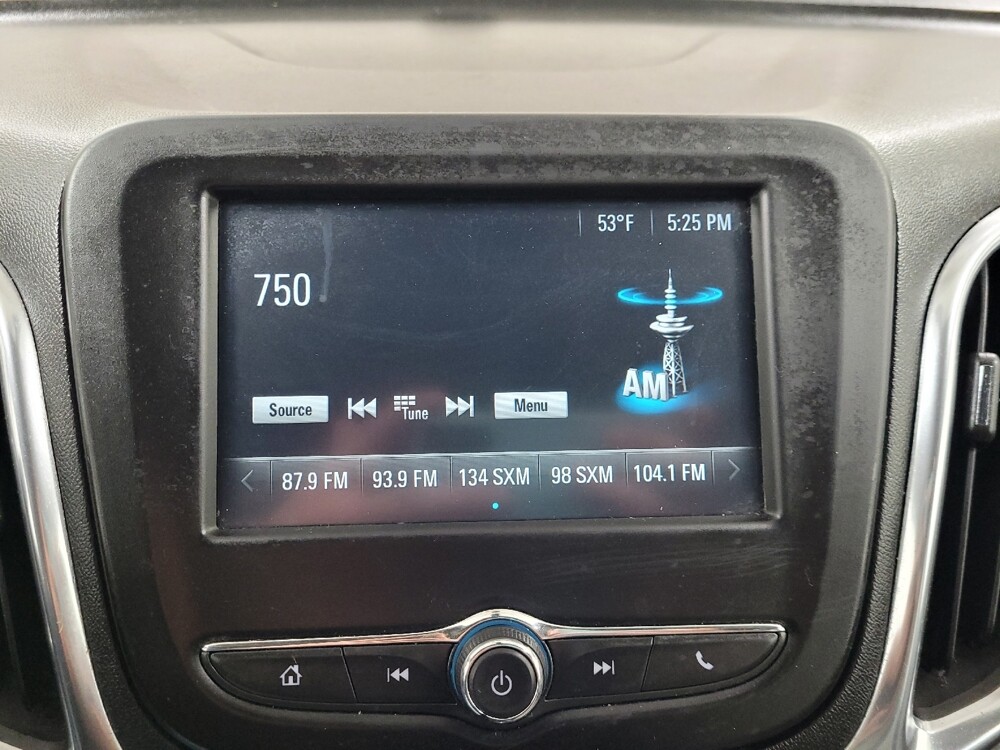 53°F 5:25 PM
750
AM
Source Tune Menu
87.9 FM 93.9 FM 134 SXM 98 SXM 104.1 FM